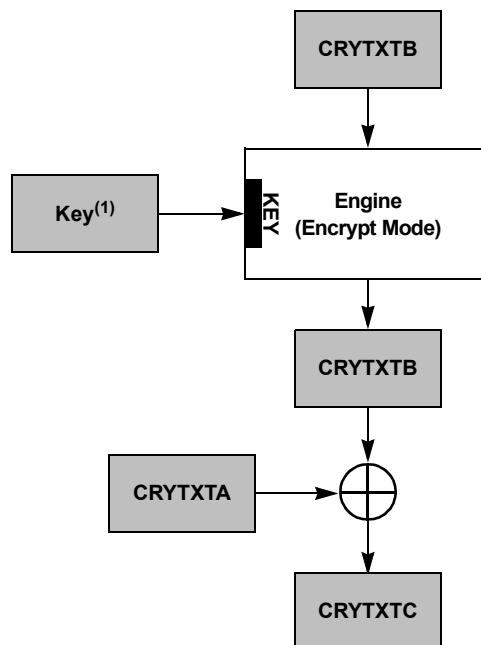 CRYTXTB
Key(1)
KEY
Engine
(Encrypt Mode)
CRYTXTB
CRYTXTA
CRYTXTC